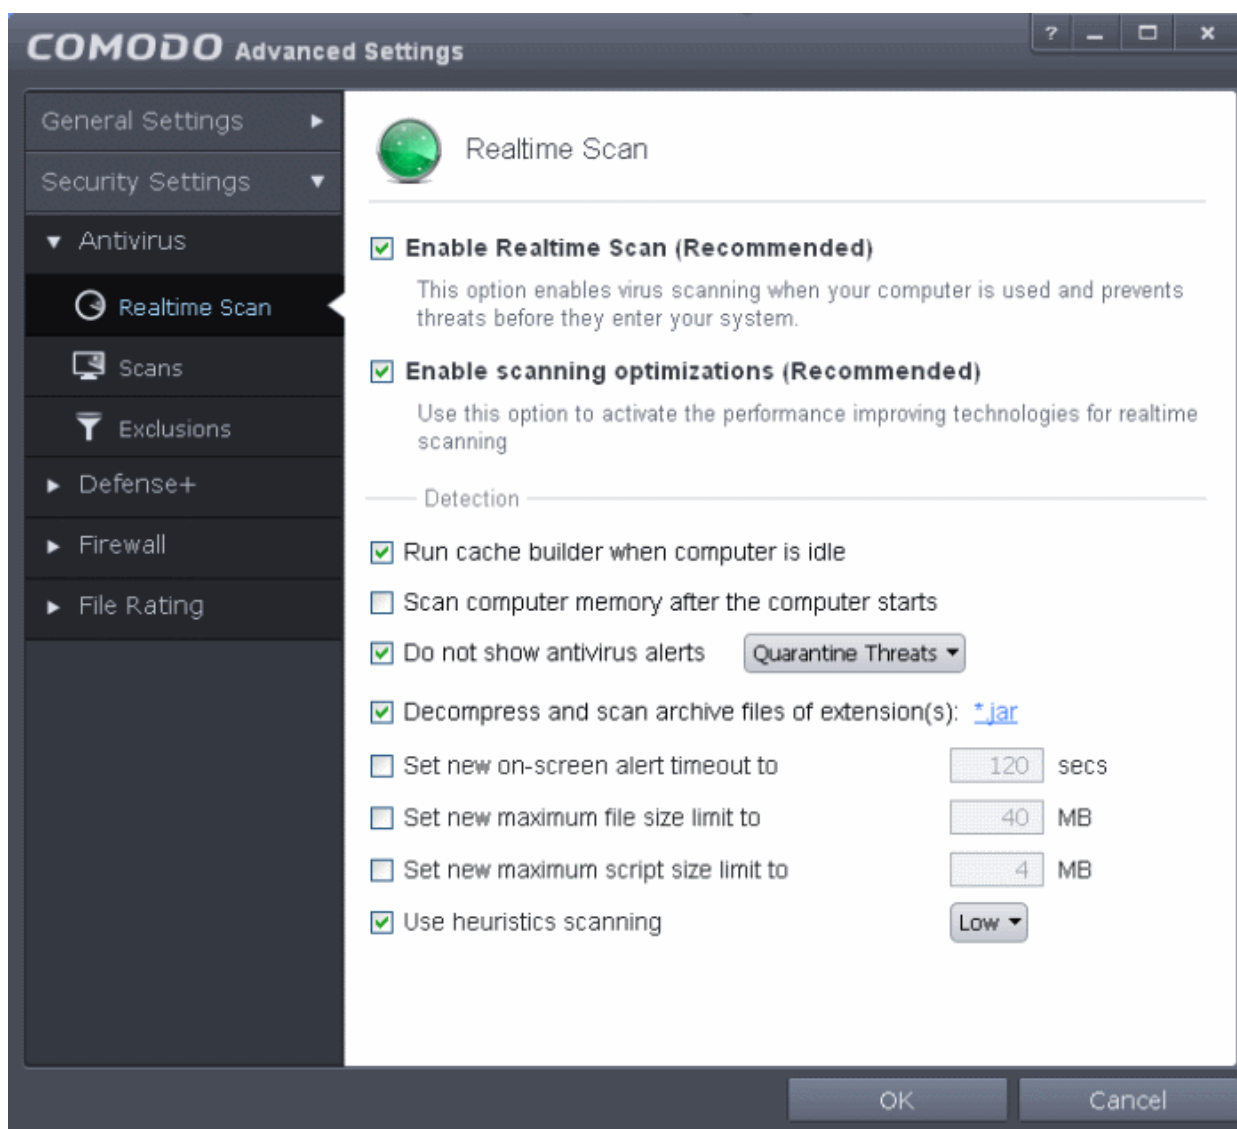 COMODO Advanced Settings
?
General Settings
Security Settings
Antivirus
Realtime Scan
Scans
Exclusions
Defense+
Firewall
File Rating
Realtime Scan
Enable Realtime Scan (Recommended)
This option enables virus scanning when your computer is used and prevents
threats before they enter your system.
Enable scanning optimizations (Recommended)
Use this option to activate the performance improving technologies for realtime
scanning
Detection
Run cache builder when computer is idle
Scan computer memory after the computer starts
Do not show antivirus alerts Quarantine Threats
Decompress and scan archive files of extension(s): *.jar
Set new on-screen alert timeout to 120 secs
Set new maximum file size limit to 40 MB
Set new maximum script size limit to 4 MB
Use heuristics scanning Low
OK Cancel